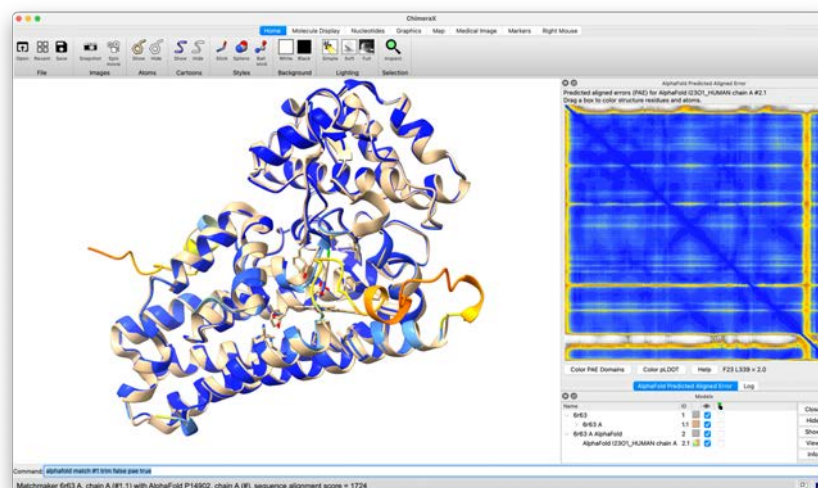 ChimeraX
Home Molecule Display Nucleotides Graphics Map Medical Image Markers Right Mouse
Open Recent Save Snapshot Spin movie Show Hide Show Hide Stick Sphere Ball stick White Black Simple Soft Full Inspect
File Images Atoms Cartoons Styles Background Lighting Selection
AlphaFold Predicted Aligned Error
Predicted aligned errors (PAE) for AlphaFold I23O1_HUMAN chain A #2.1
Drag a box to color structure residues and atoms.
Color PAE Domains Color pLDDT Help F23 L339 = 2.0
AlphaFold Predicted Aligned Error Log
Models
Name ID
6r63 1
6r63 A 1.1
6r63 A AlphaFold 2
AlphaFold I23O1_HUMAN chain A 2.1
Close
Hide
Show
View
Info
Command: alphafold match #1 trim false pae true
Matchmaker 6r63 A, chain A (#1.1) with AlphaFold P14902, chain A (#), sequence alignment score = 1724